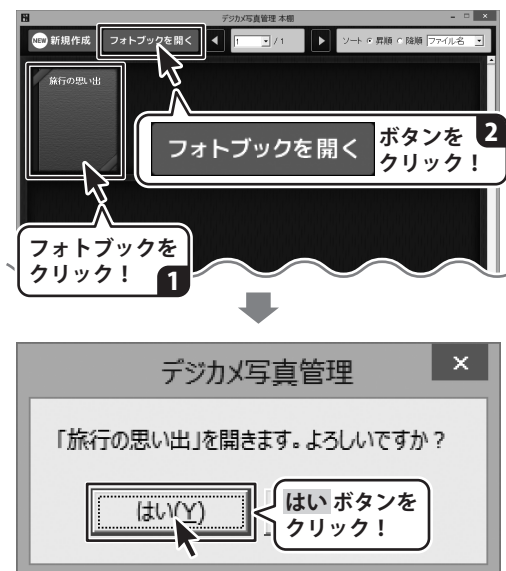 デジカメ写真管理 本棚
NEW 新規作成 フォトブックを開く 1 / 1 ソート 昇順 降順 ファイル名
旅行の思い出
フォトブックを開く ボタンを
クリック！
2
フォトブックを
クリック！
1
デジカメ写真管理
「旅行の思い出」を開きます。よろしいですか？
はい(Y)
はい ボタンを
クリック！